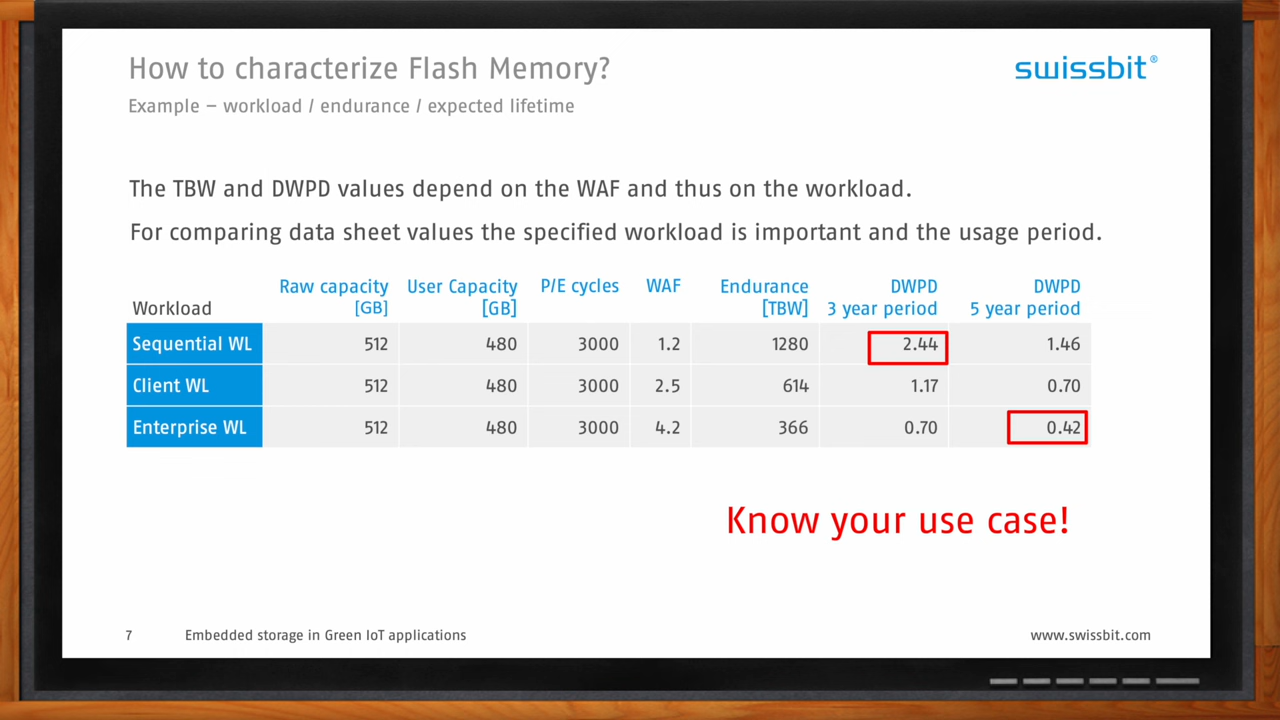 How to characterize Flash Memory?
swissbit®
Example – workload / endurance / expected lifetime
The TBW and DWPD values depend on the WAF and thus on the workload.
For comparing data sheet values the specified workload is important and the usage period.
Workload Raw capacity [GB] User Capacity [GB] P/E cycles WAF Endurance [TBW] DWPD 3 year period DWPD 5 year period
Sequential WL 512 480 3000 1.2 1280 2.44 1.46
Client WL 512 480 3000 2.5 614 1.17 0.70
Enterprise WL 512 480 3000 4.2 366 0.70 0.42
Know your use case!
7 Embedded storage in Green IoT applications www.swissbit.com